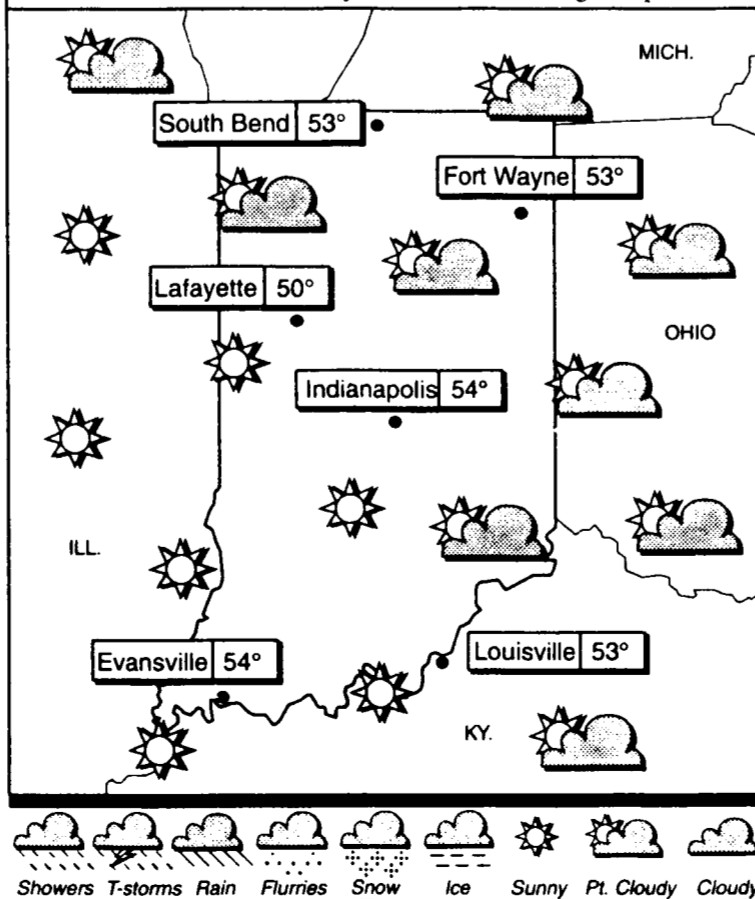 MICH.
South Bend 53°
Fort Wayne 53°
Lafayette 50°
OHIO
Indianapolis 54°
ILL.
Evansville 54°
Louisville 53°
KY.
Showers T-storms Rain Flurries Snow Ice Sunny Pt. Cloudy Cloudy